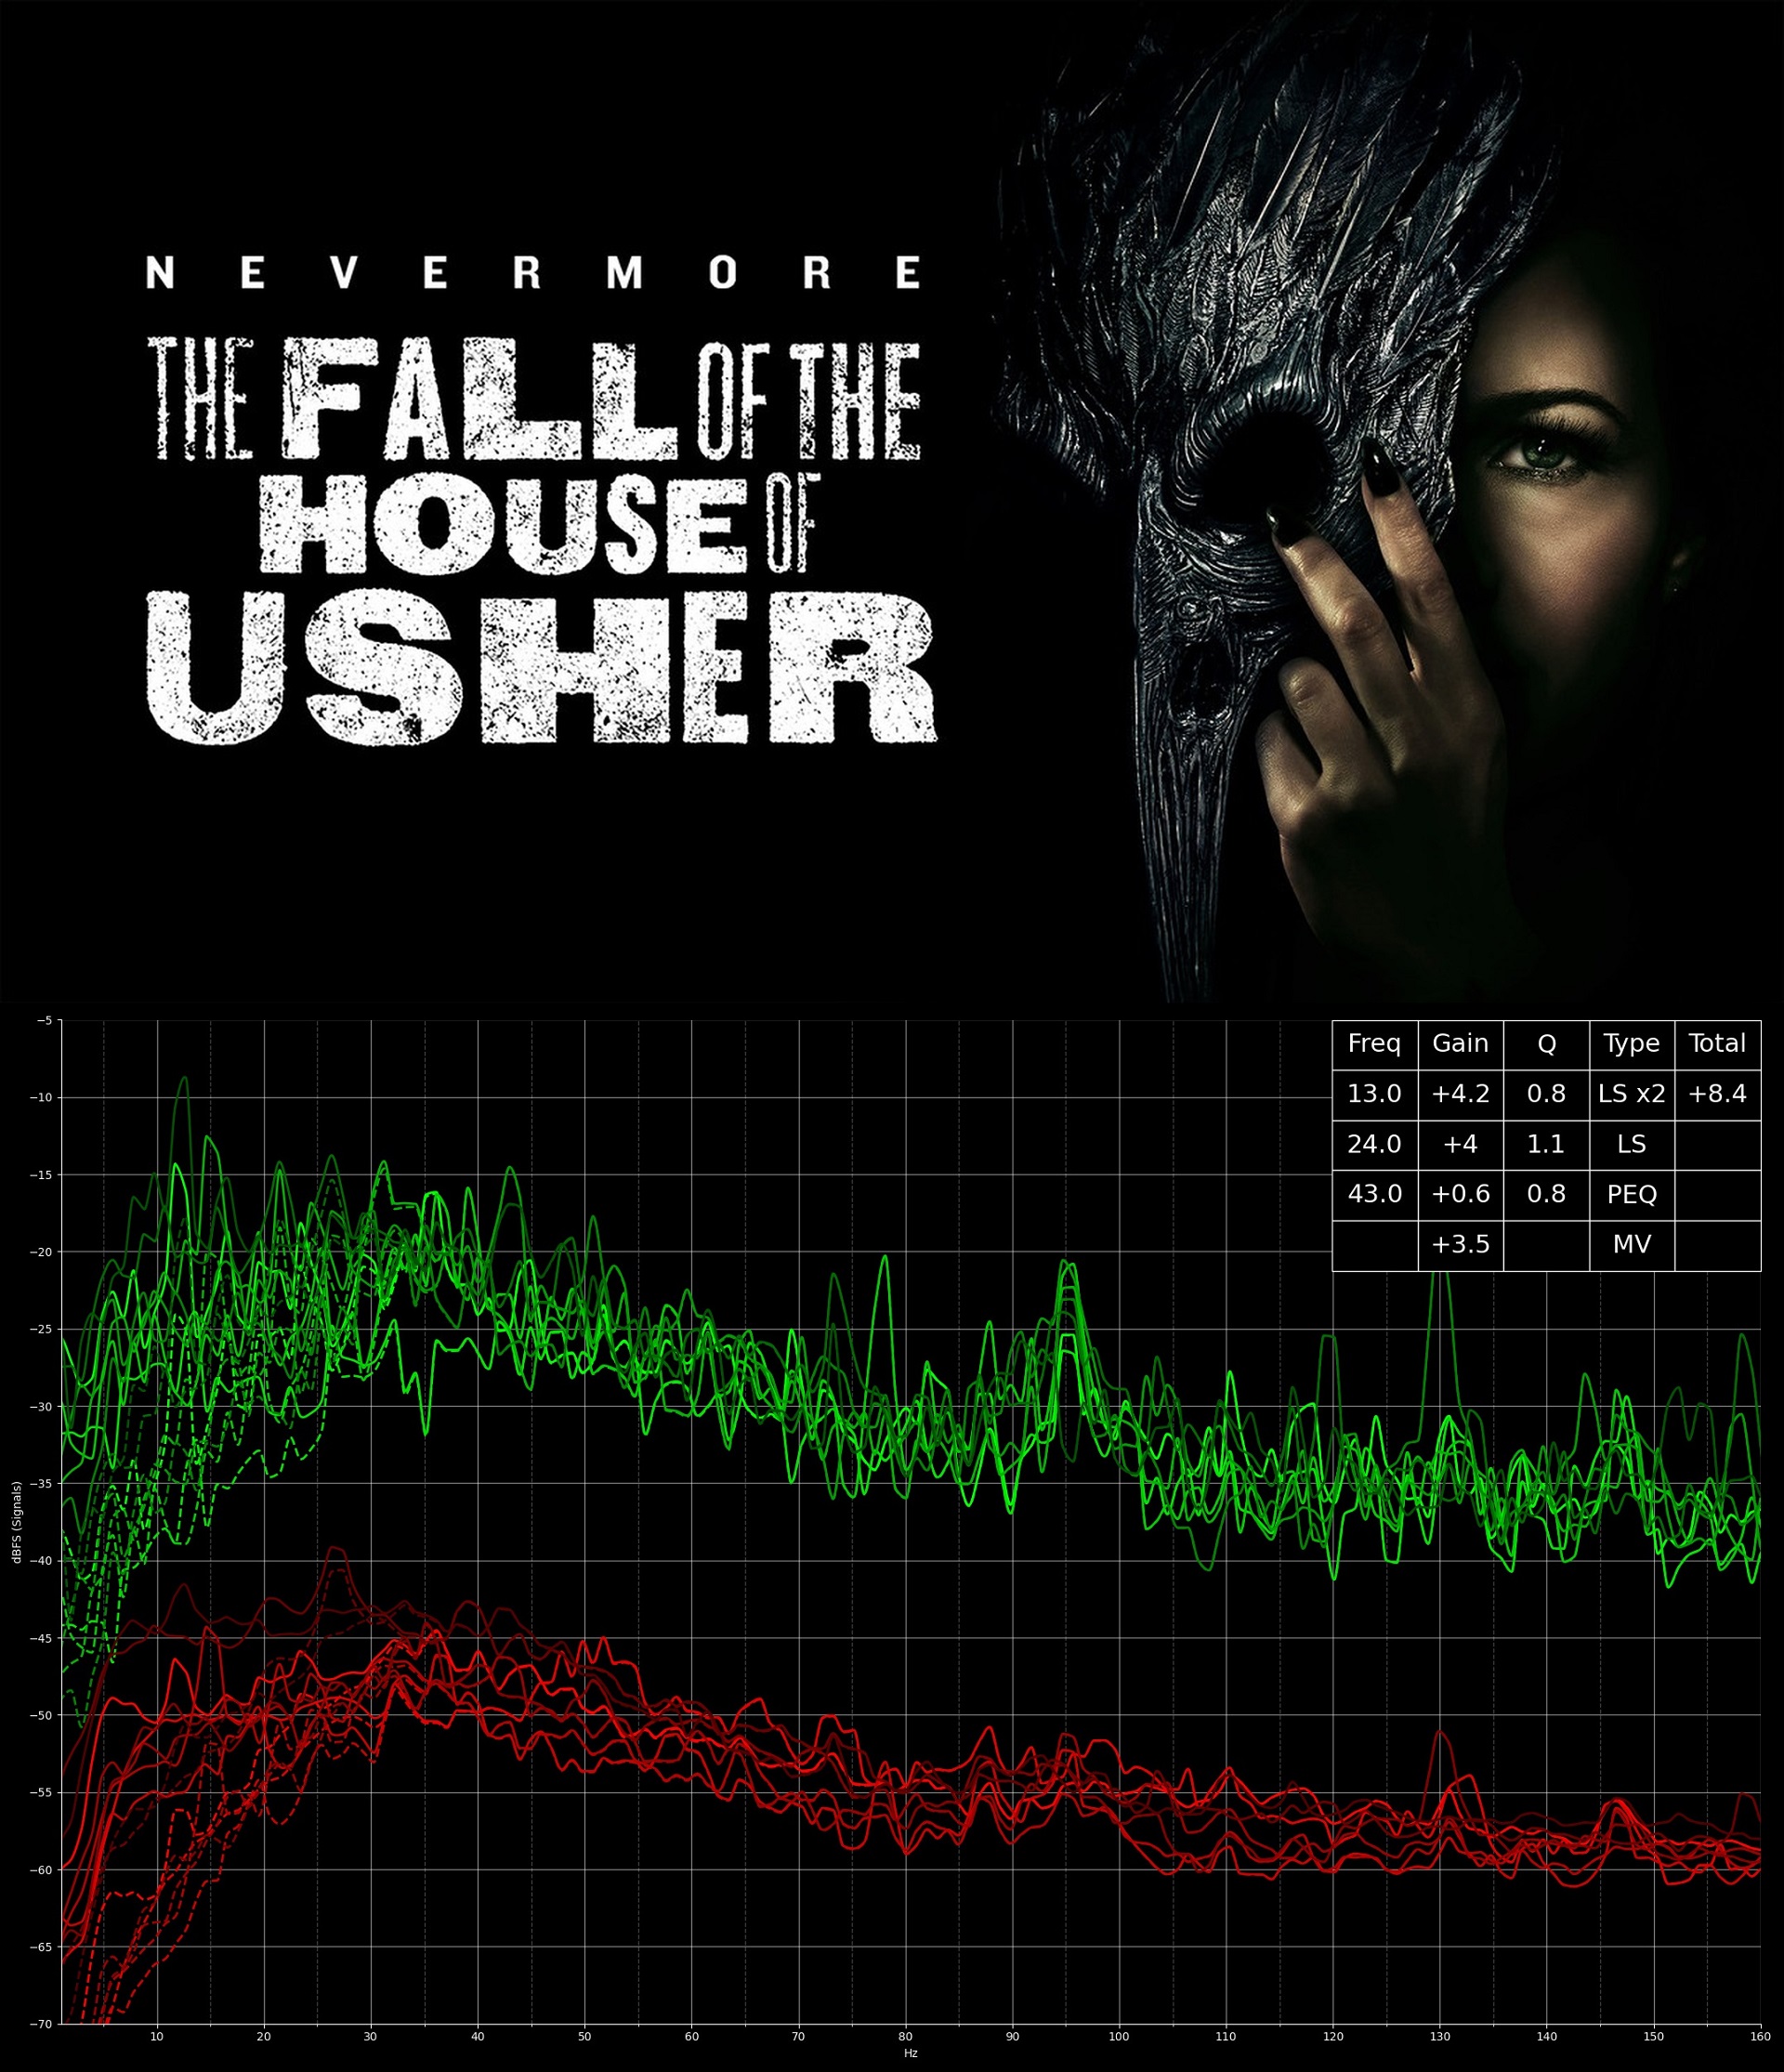 NEVERMORE
THE FALL OF THE
HOUSE OF
USHER
Freq Gain Q Type Total
13.0 +4.2 0.8 LS x2 +8.4
24.0 +4 1.1 LS
43.0 +0.6 0.8 PEQ
+3.5 MV
−5
−10
−15
−20
−25
−30
−35
−40
−45
−50
−55
−60
−65
−70
dBFS (Signals)
10 20 30 40 50 60 70 80 90 100 110 120 130 140 150 160
Hz